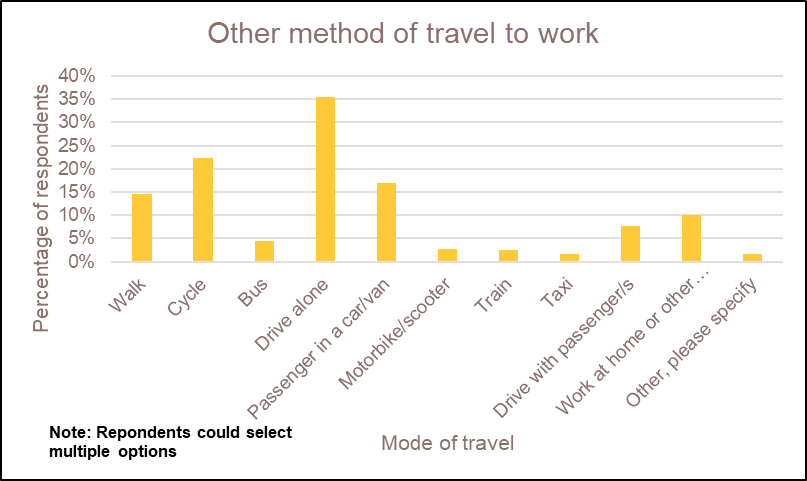 Other method of travel to work
Percentage of respondents
40%
35%
30%
25%
20%
15%
10%
5%
0%
Walk
Cycle
Bus
Drive alone
Passenger in a car/van
Motorbike/scooter
Train
Taxi
Drive with passenger/s
Work at home or other…
Other, please specify
Mode of travel
Note: Repondents could select
multiple options